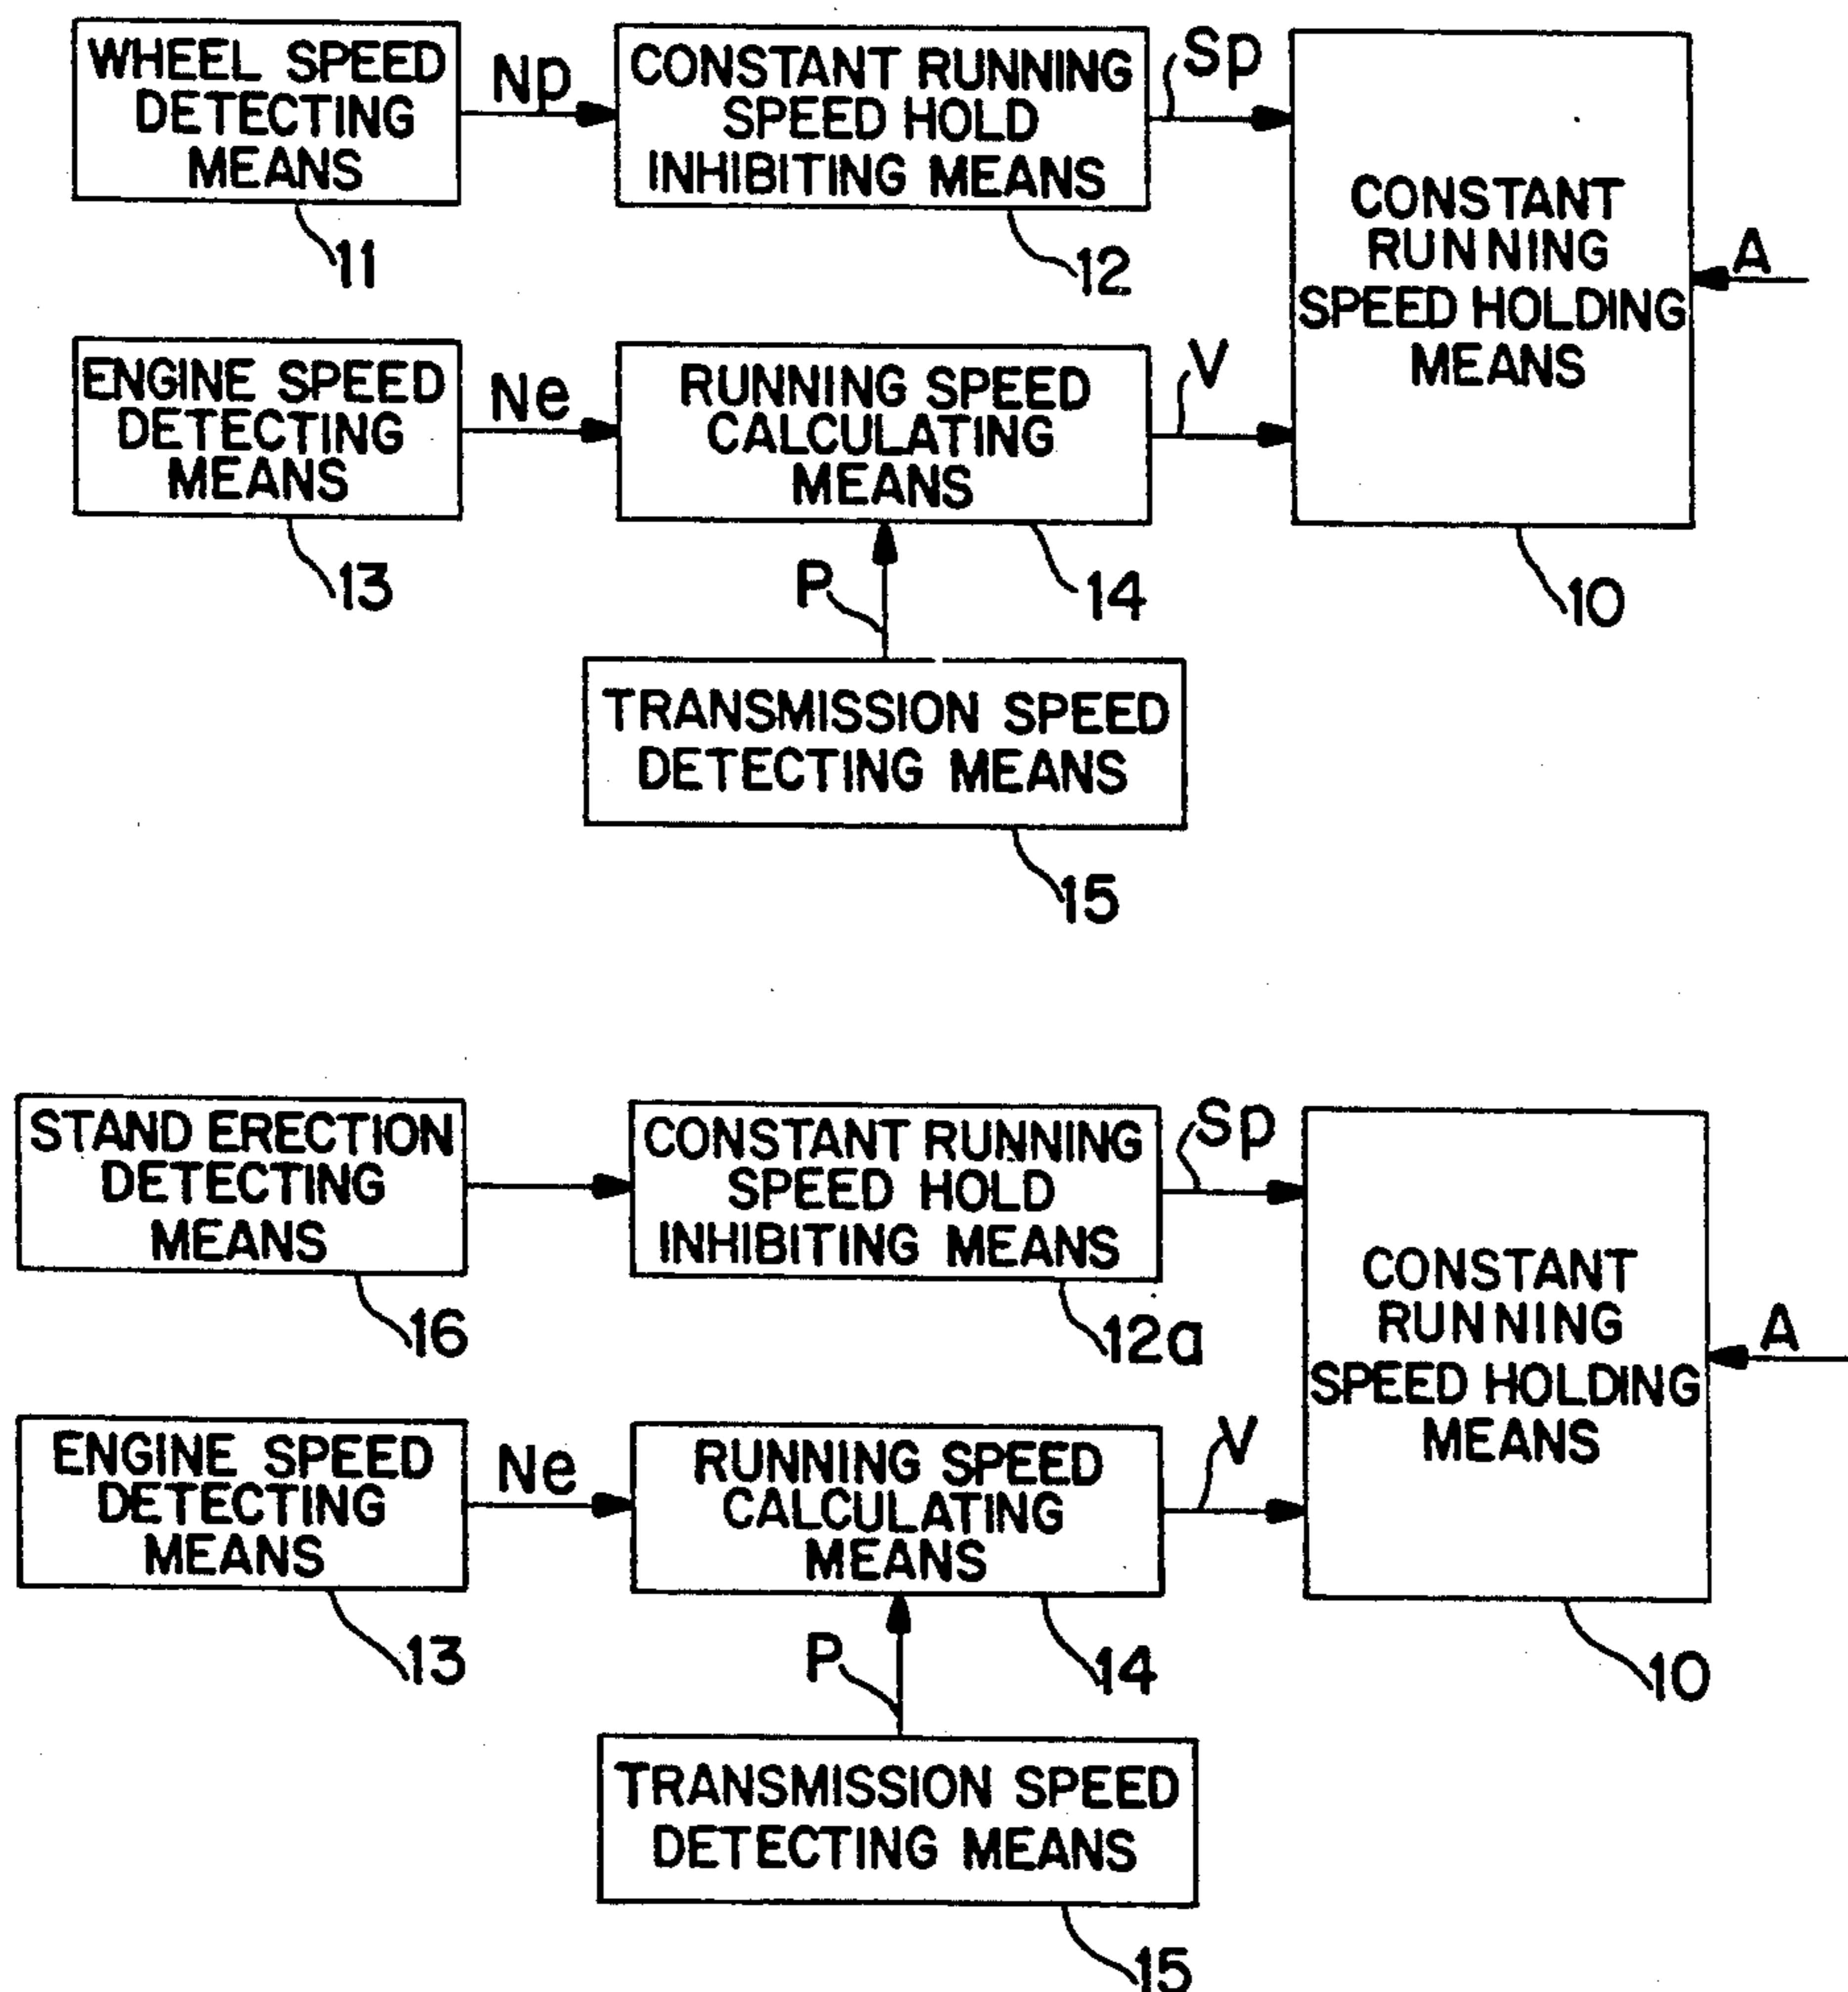 WHEEL SPEED
DETECTING
MEANS
Np
CONSTANT RUNNING
SPEED HOLD
INHIBITING MEANS
Sp
CONSTANT
RUNNING
SPEED HOLDING
MEANS
A
11
12
ENGINE SPEED
DETECTING
MEANS
Ne
RUNNING SPEED
CALCULATING
MEANS
V
13
P
14
10
TRANSMISSION SPEED
DETECTING MEANS
15
STAND ERECTION
DETECTING
MEANS
CONSTANT RUNNING
SPEED HOLD
INHIBITING MEANS
Sp
CONSTANT
RUNNING
SPEED HOLDING
MEANS
A
16
12a
ENGINE SPEED
DETECTING
MEANS
Ne
RUNNING SPEED
CALCULATING
MEANS
V
13
P
14
10
TRANSMISSION SPEED
DETECTING MEANS
15